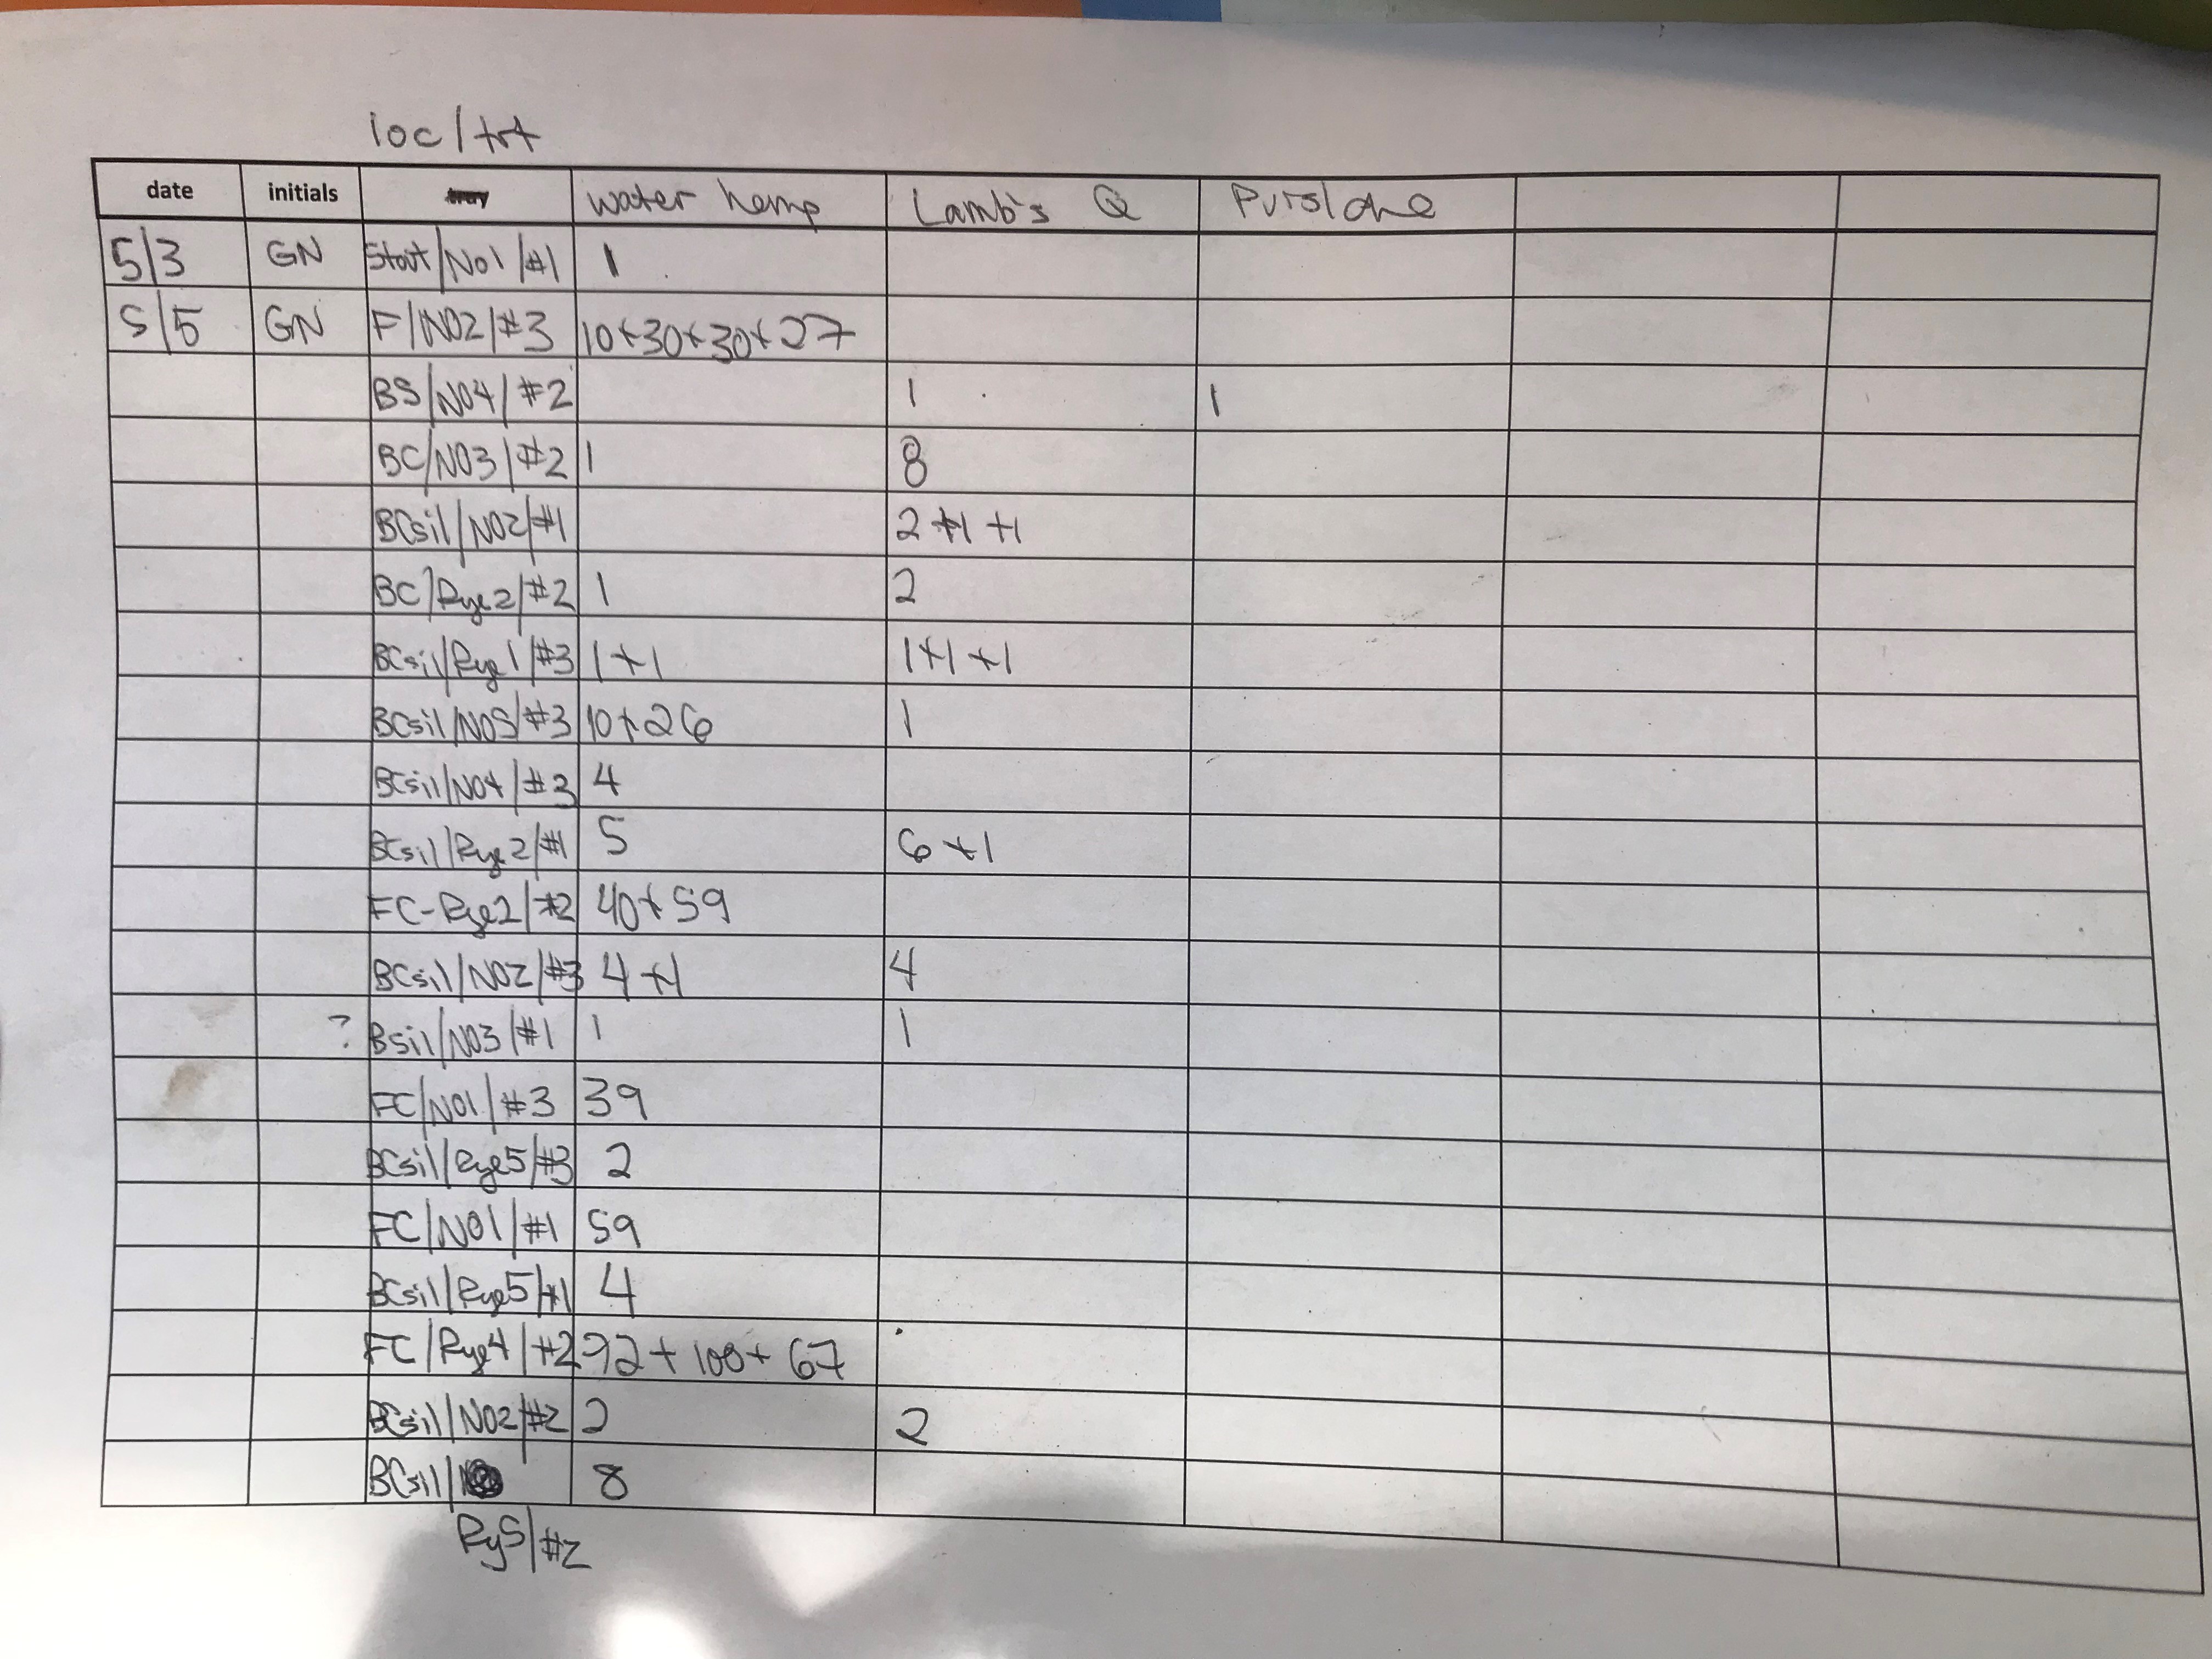 loc/trt
date initials water hemp Lamb's Q Purslane
5/3 GN Stout/No1/#1 1
5/5 GN F/NO2/#3 10+30+30+27
BS/NO4/#2 1 1
BC/NO3/#2 1 8
BCsil/NO2/#1 2+1+1
BC/Rye2/#2 1 2
BCsil/Rye1/#3 1+1 1+1+1
BCsil/NO5/#3 10+26 1
BCsil/NO4/#3 4
BCsil/Rye2/#1 5 6+1
FC-Rye2/#2 40+59
BCsil/NO2/#3 4+1 4
? Bsil/NO3/#1 1 1
FC/NO1/#3 39
BCsil/Rye5/#3 2
FC/NO1/#1 59
BCsil/Rye5/#1 4
FC/Rye4/#2 92+100+67
BCsil/NO2/#2 2 2
BCsil/ 8
Ry5/#2